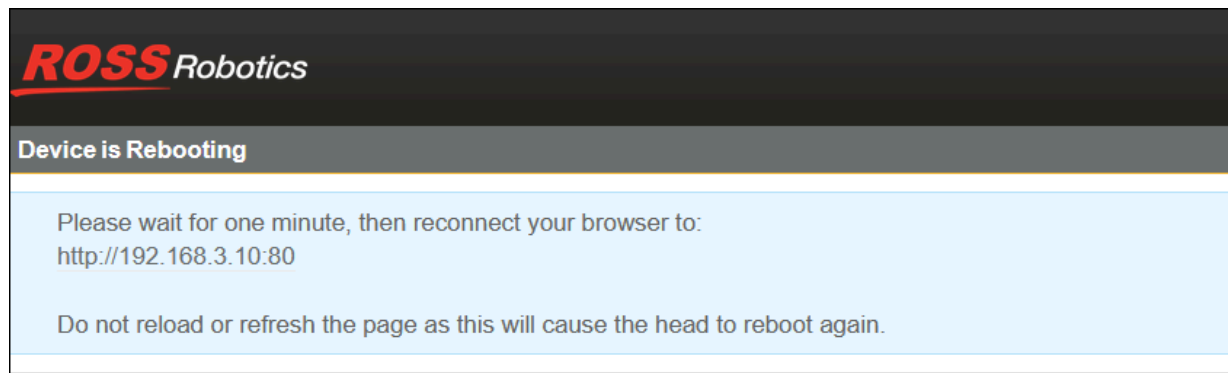 ROSS Robotics
Device is Rebooting
Please wait for one minute, then reconnect your browser to:
http://192.168.3.10:80
Do not reload or refresh the page as this will cause the head to reboot again.